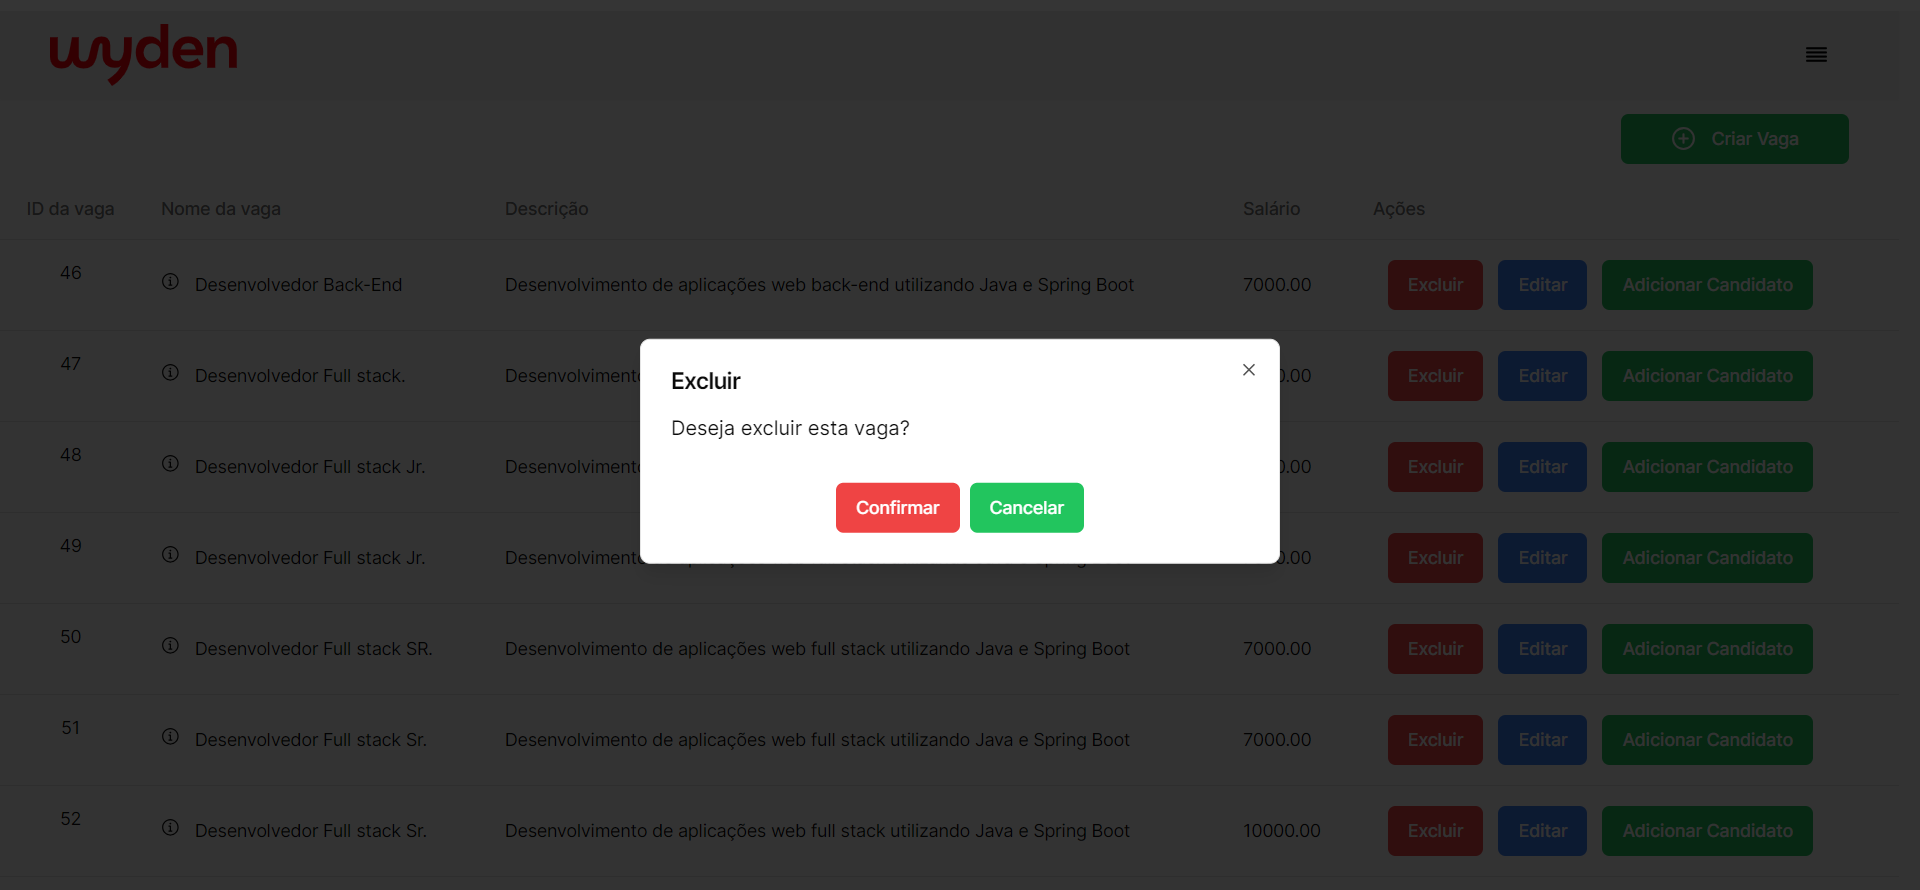 wyden
Criar Vaga
ID da vaga Nome da vaga Descrição Salário Ações
46 Desenvolvedor Back-End Desenvolvimento de aplicações web back-end utilizando Java e Spring Boot 7000.00 Excluir Editar Adicionar Candidato
47 Desenvolvedor Full stack. Desenvolvimento 0.00 Excluir Editar Adicionar Candidato
Excluir
Deseja excluir esta vaga?
48 Desenvolvedor Full stack Jr. Desenvolvimento 0.00 Excluir Editar Adicionar Candidato
Confirmar Cancelar
49 Desenvolvedor Full stack Jr. Desenvolvimento 0.00 Excluir Editar Adicionar Candidato
50 Desenvolvedor Full stack SR. Desenvolvimento de aplicações web full stack utilizando Java e Spring Boot 7000.00 Excluir Editar Adicionar Candidato
51 Desenvolvedor Full stack Sr. Desenvolvimento de aplicações web full stack utilizando Java e Spring Boot 7000.00 Excluir Editar Adicionar Candidato
52 Desenvolvedor Full stack Sr. Desenvolvimento de aplicações web full stack utilizando Java e Spring Boot 10000.00 Excluir Editar Adicionar Candidato